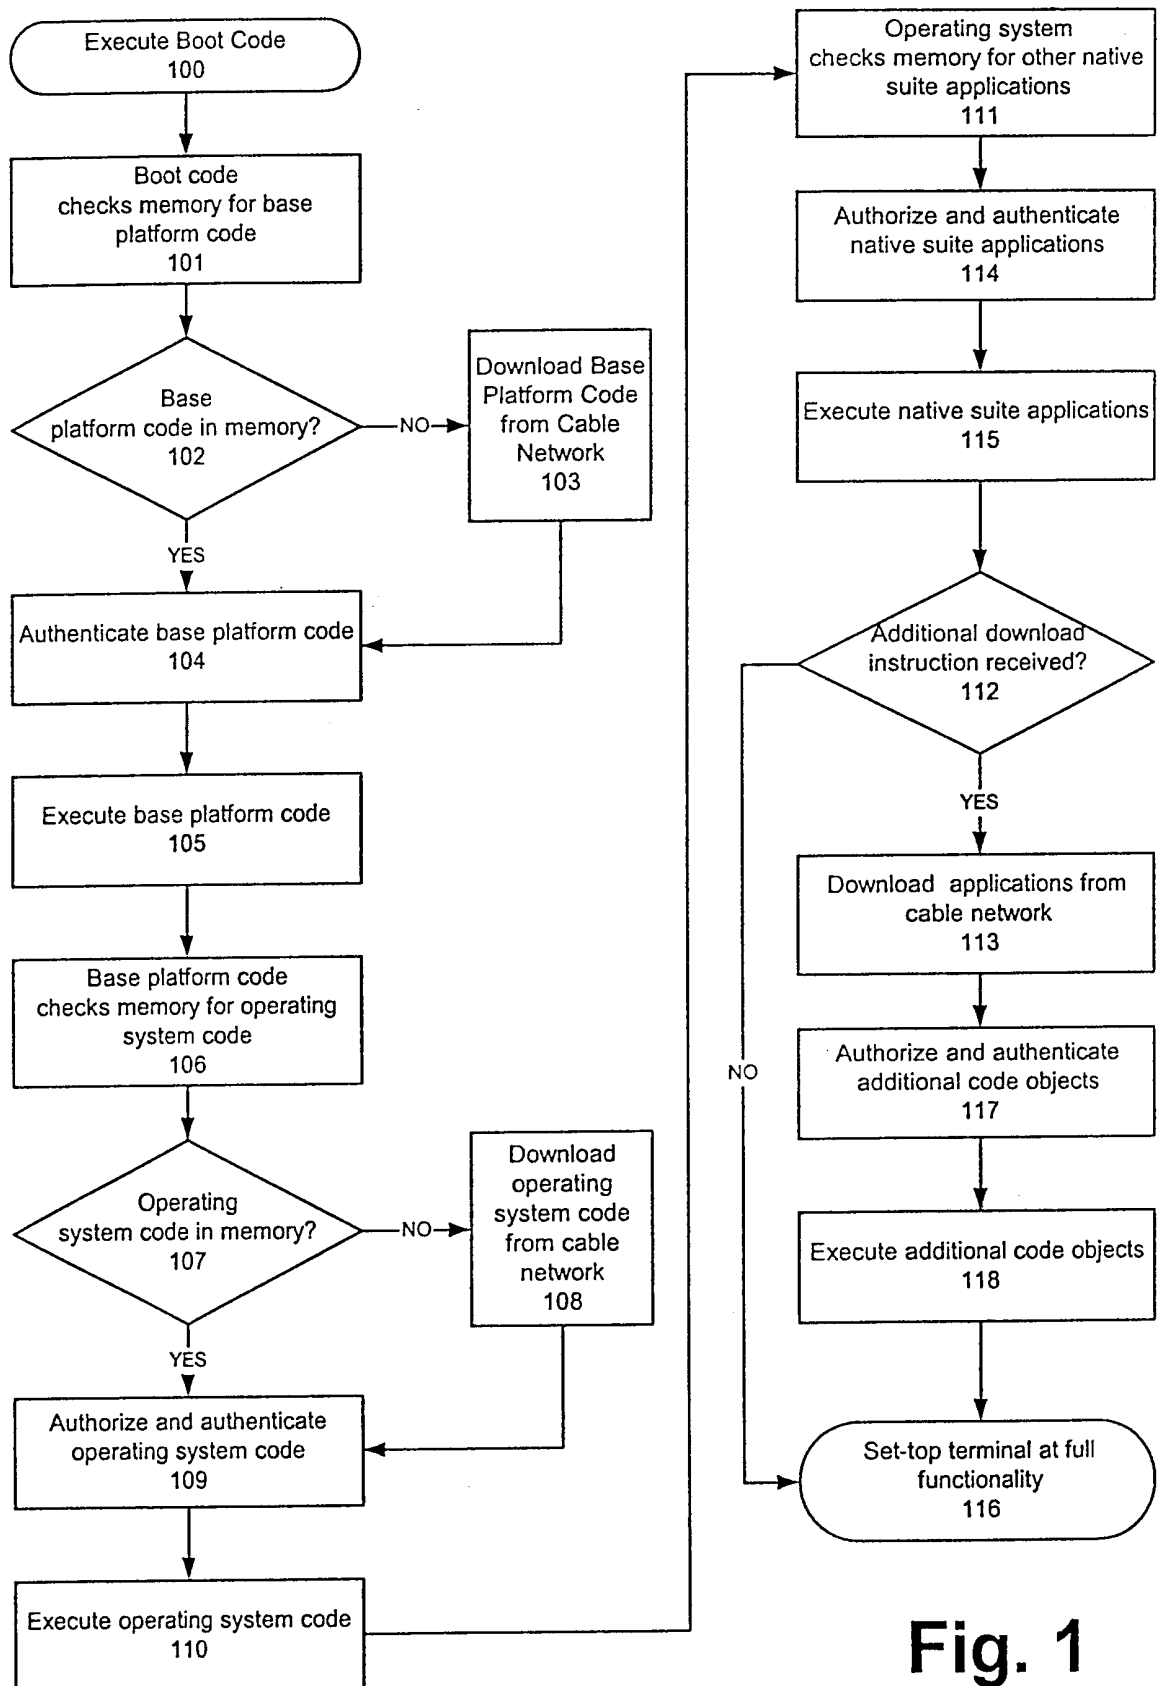 Execute Boot Code
100
Boot code
checks memory for base
platform code
101
Base
platform code in memory?
102
NO
Download Base
Platform Code
from Cable
Network
103
YES
Authenticate base platform code
104
Execute base platform code
105
Base platform code
checks memory for operating
system code
106
Operating
system code in memory?
107
NO
Download
operating
system code
from cable
network
108
YES
Authorize and authenticate
operating system code
109
Execute operating system code
110
Operating system
checks memory for other native
suite applications
111
Authorize and authenticate
native suite applications
114
Execute native suite applications
115
Additional download
instruction received?
112
YES
Download applications from
cable network
113
NO
Authorize and authenticate
additional code objects
117
Execute additional code objects
118
Set-top terminal at full
functionality
116
Fig. 1